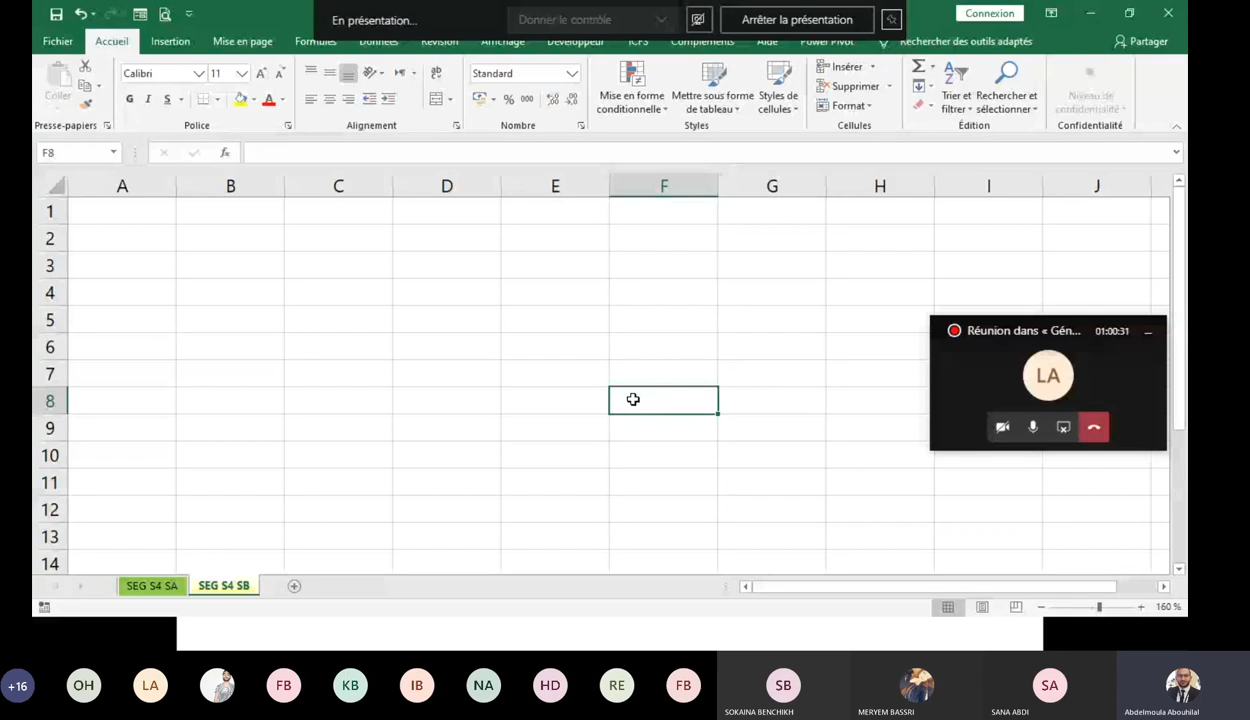 En présentation...
Donner le contrôle
Arrêter la présentation
Connexion
Fichier
Accueil
Insertion
Mise en page
Formules
Données
Révision
Affichage
Développeur
ICFS
Compléments
Aide
Power Pivot
Rechercher des outils adaptés
Partager
Coller
Calibri
11
G I S
Standard
% 000
Mise en forme conditionnelle
Mettre sous forme de tableau
Styles de cellules
Insérer
Supprimer
Format
Trier et filtrer
Rechercher et sélectionner
Niveau de confidentialité
Presse-papiers
Police
Alignement
Nombre
Styles
Cellules
Édition
Confidentialité
F8
fx
A B C D E F G H I J
1
2
3
4
5
6
7
8
9
10
11
12
13
14
Réunion dans « Gén...
01:00:31
LA
SEG S4 SA
SEG S4 SB
160 %
+16
OH
LA
FB
KB
IB
NA
HD
RE
FB
SB
SOKAINA BENCHIKH
MERYEM BASSRI
SA
SANA ABDI
Abdelmoula Abouhilal